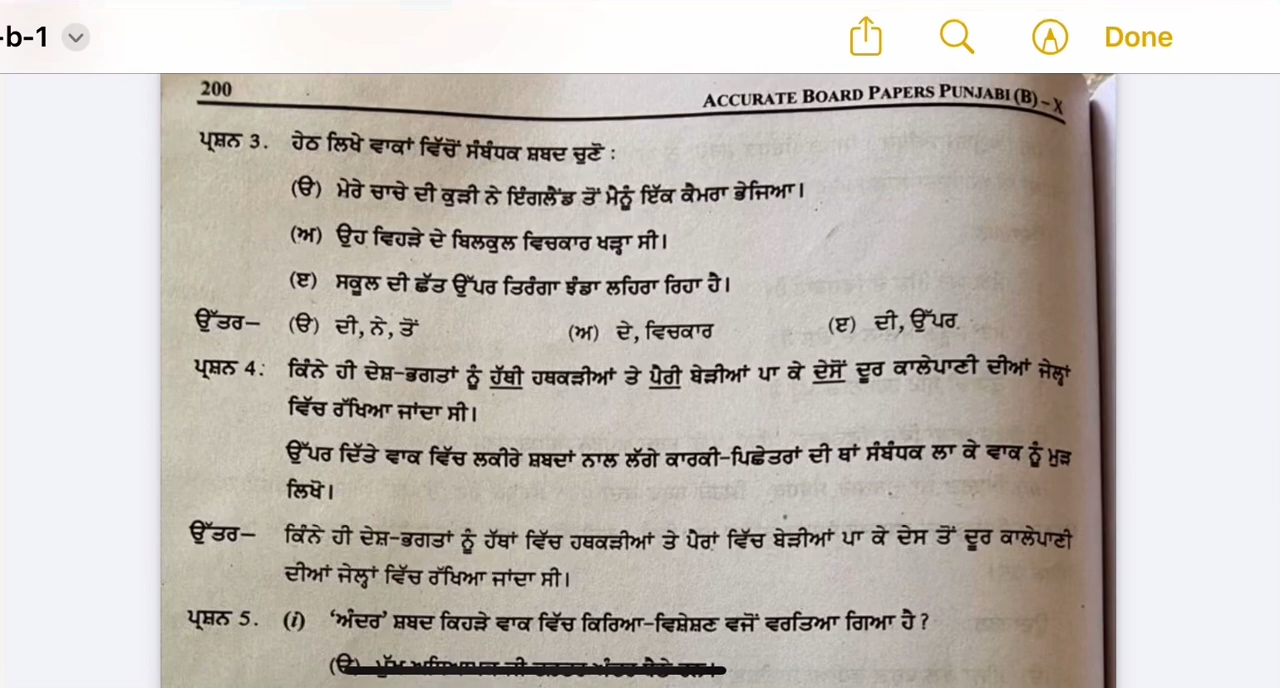 -b-1
Done
200
ACCURATE BOARD PAPERS PUNJABI (B) – X
ਪ੍ਰਸ਼ਨ 3. ਹੇਠ ਲਿਖੇ ਵਾਕਾਂ ਵਿੱਚੋਂ ਸੰਬੰਧਕ ਸ਼ਬਦ ਚੁਣੋ :
(ੳ) ਮੇਰੇ ਚਾਚੇ ਦੀ ਕੁੜੀ ਨੇ ਇੰਗਲੈਂਡ ਤੋਂ ਮੈਨੂੰ ਇੱਕ ਕੈਮਰਾ ਭੇਜਿਆ।
(ਅ) ਉਹ ਵਿਹੜੇ ਦੇ ਬਿਲਕੁਲ ਵਿਚਕਾਰ ਖੜ੍ਹਾ ਸੀ।
(ੲ) ਸਕੂਲ ਦੀ ਛੱਤ ਉੱਪਰ ਤਿਰੰਗਾ ਝੰਡਾ ਲਹਿਰਾ ਰਿਹਾ ਹੈ।
ਉੱਤਰ– (ੳ) ਦੀ, ਨੇ, ਤੋਂ (ਅ) ਦੇ, ਵਿਚਕਾਰ (ੲ) ਦੀ, ਉੱਪਰ
ਪ੍ਰਸ਼ਨ 4. ਕਿੰਨੇ ਹੀ ਦੇਸ਼-ਭਗਤਾਂ ਨੂੰ ਹੱਥੀ ਹਥਕੜੀਆਂ ਤੇ ਪੈਰੀ ਬੇੜੀਆਂ ਪਾ ਕੇ ਦੇਸੋਂ ਦੂਰ ਕਾਲੇਪਾਣੀ ਦੀਆਂ ਜੇਲ੍ਹਾਂ
ਵਿੱਚ ਰੱਖਿਆ ਜਾਂਦਾ ਸੀ।
ਉੱਪਰ ਦਿੱਤੇ ਵਾਕ ਵਿੱਚ ਲਕੀਰੇ ਸ਼ਬਦਾਂ ਨਾਲ ਲੱਗੇ ਕਾਰਕੀ-ਪਿਛੇਤਰਾਂ ਦੀ ਥਾਂ ਸੰਬੰਧਕ ਲਾ ਕੇ ਵਾਕ ਨੂੰ ਮੁੜ
ਲਿਖੋ।
ਉੱਤਰ– ਕਿੰਨੇ ਹੀ ਦੇਸ਼-ਭਗਤਾਂ ਨੂੰ ਹੱਥਾਂ ਵਿੱਚ ਹਥਕੜੀਆਂ ਤੇ ਪੈਰਾਂ ਵਿੱਚ ਬੇੜੀਆਂ ਪਾ ਕੇ ਦੇਸ ਤੋਂ ਦੂਰ ਕਾਲੇਪਾਣੀ
ਦੀਆਂ ਜੇਲ੍ਹਾਂ ਵਿੱਚ ਰੱਖਿਆ ਜਾਂਦਾ ਸੀ।
ਪ੍ਰਸ਼ਨ 5. (i) 'ਅੰਦਰ' ਸ਼ਬਦ ਕਿਹੜੇ ਵਾਕ ਵਿੱਚ ਕਿਰਿਆ-ਵਿਸ਼ੇਸ਼ਣ ਵਜੋਂ ਵਰਤਿਆ ਗਿਆ ਹੈ ?
(ੳ)